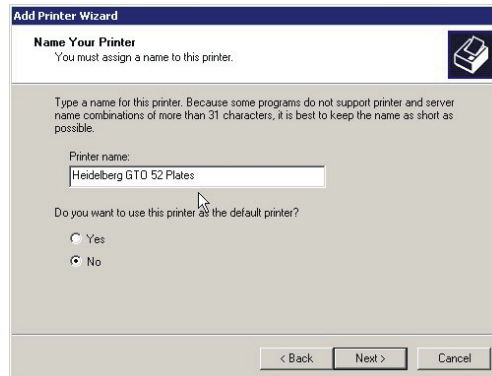 Add Printer Wizard
Name Your Printer
You must assign a name to this printer.
Type a name for this printer. Because some programs do not support printer and server
name combinations of more than 31 characters, it is best to keep the name as short as
possible.
Printer name:
Heidelberg GTO 52 Plates
Do you want to use this printer as the default printer?
Yes
No
< Back Next > Cancel